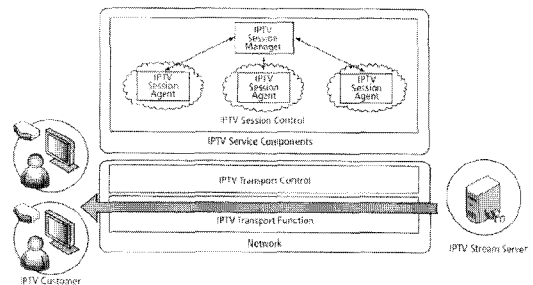 IPTV
Session
Manager
IPTV
Session
Agent
IPTV
Session
Agent
IPTV
Session
Agent
IPTV Session Control
IPTV Service Components
IPTV Transport Control
IPTV Transport Function
Network
IPTV Customer
IPTV Stream Server